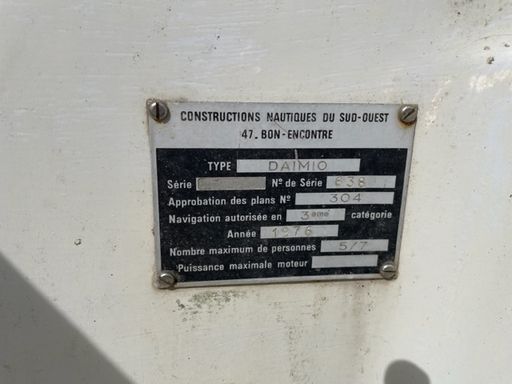 CONSTRUCTIONS NAUTIQUES DU SUD-OUEST
47. BON-ENCONTRE
TYPE DAIMIO
Série N° de Série 638
Approbation des plans N° 304
Navigation autorisée en 3ème catégorie
Année 1976
Nombre maximum de personnes 5/7
Puissance maximale moteur